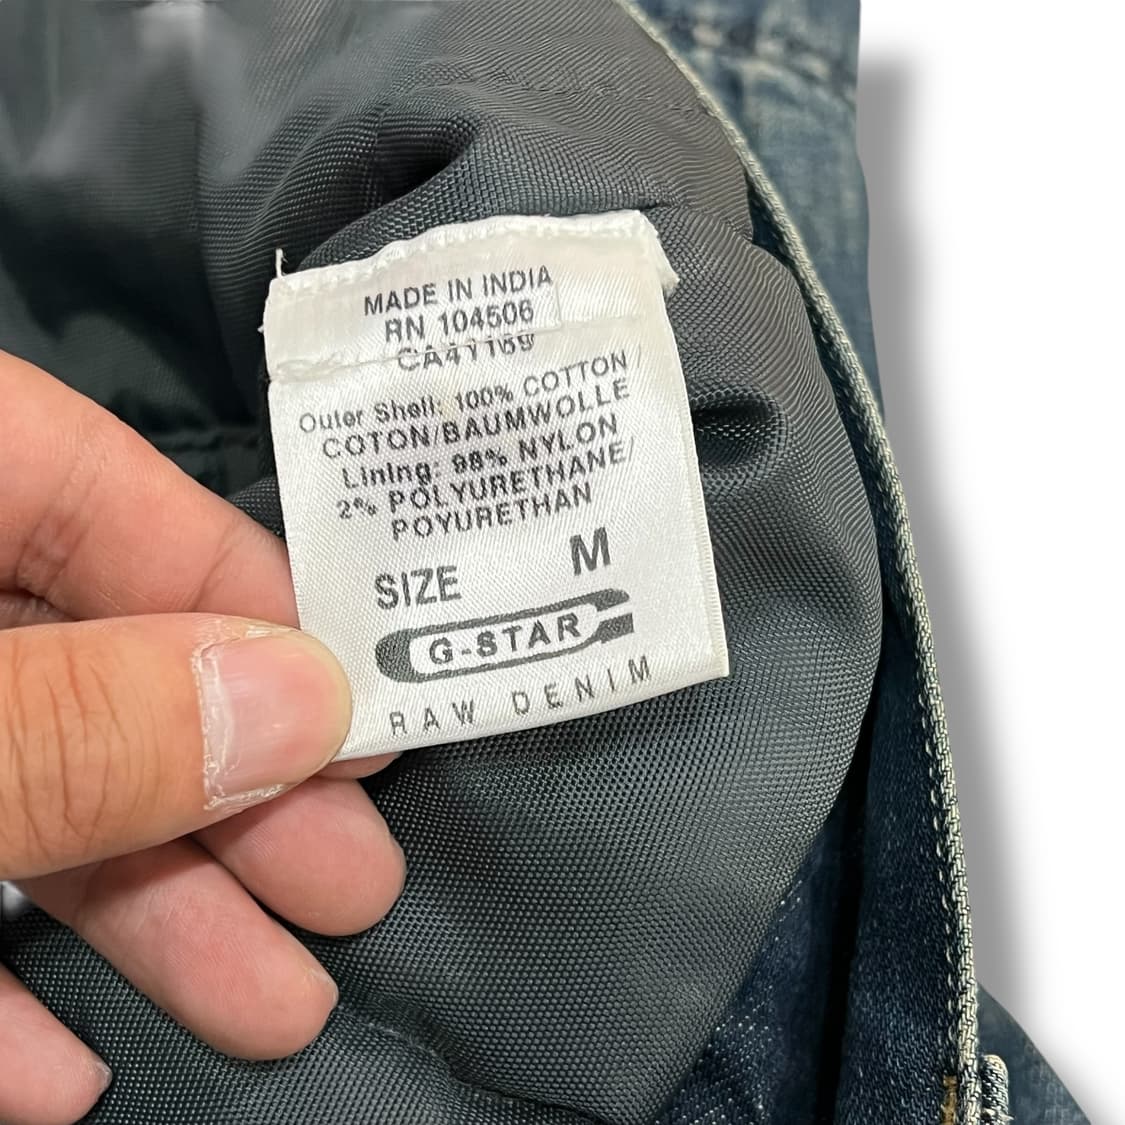 MADE IN INDIA
RN 104506
CA41169
Outer Shell: 100% COTTON /
COTON/BAUMWOLLE
Lining: 98% NYLON
2% POLYURETHANE/
POYURETHAN
SIZE M
G-STAR
RAW DENIM